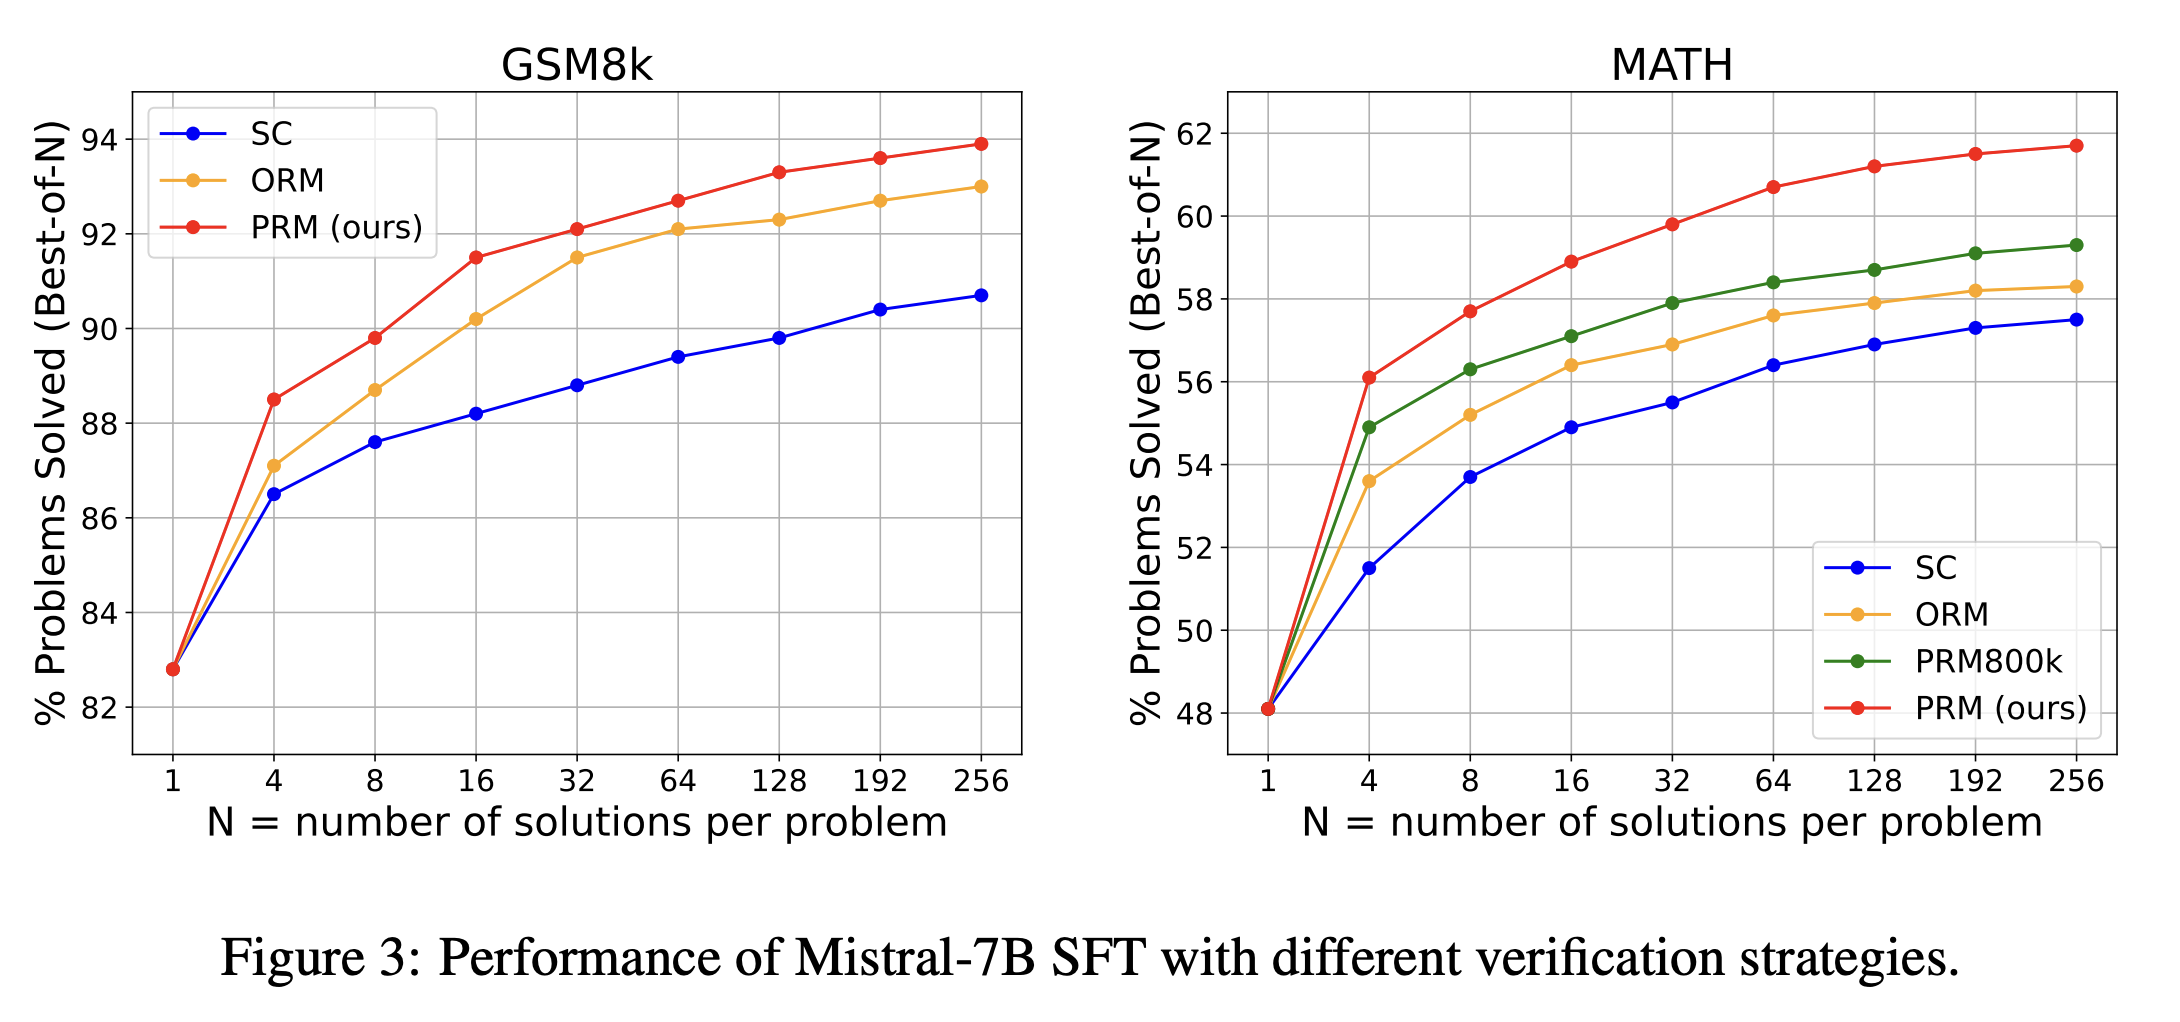 GSM8k
% Problems Solved (Best-of-N)
94
92
90
88
86
84
82
SC
ORM
PRM (ours)
1 4 8 16 32 64 128 192 256
N = number of solutions per problem
MATH
% Problems Solved (Best-of-N)
62
60
58
56
54
52
50
48
SC
ORM
PRM800k
PRM (ours)
1 4 8 16 32 64 128 192 256
N = number of solutions per problem
Figure 3: Performance of Mistral-7B SFT with different verification strategies.